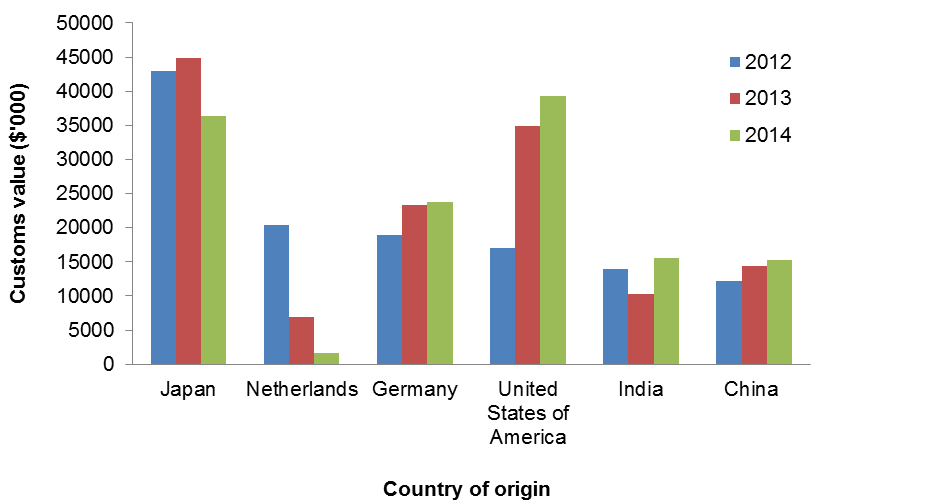 50000
45000
40000
35000
30000
25000
20000
15000
10000
5000
0
Customs value ($'000)
2012
2013
2014
Japan
Netherlands
Germany
United
States of
America
India
China
Country of origin